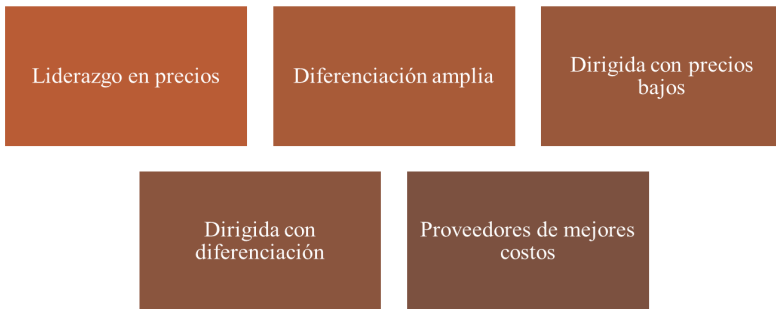 Liderazgo en precios
Diferenciación amplia
Dirigida con precios
bajos
Dirigida con
diferenciación
Proveedores de mejores
costos